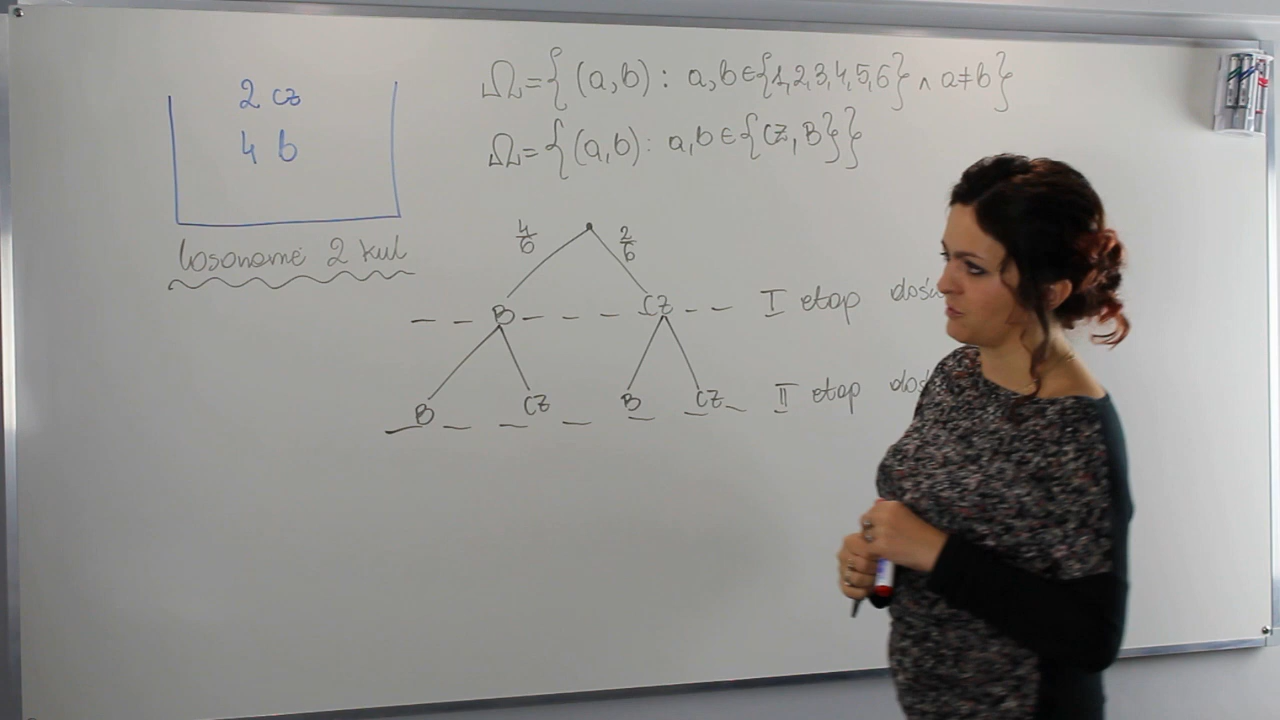 2 cz
4 b
losowanie 2 kul
Ω={(a,b): a,b∈{1,2,3,4,5,6} ∧ a≠b}
Ω={(a,b): a,b∈{CZ,B}}
4/6 2/6
B CZ I etap
B CZ B CZ II etap